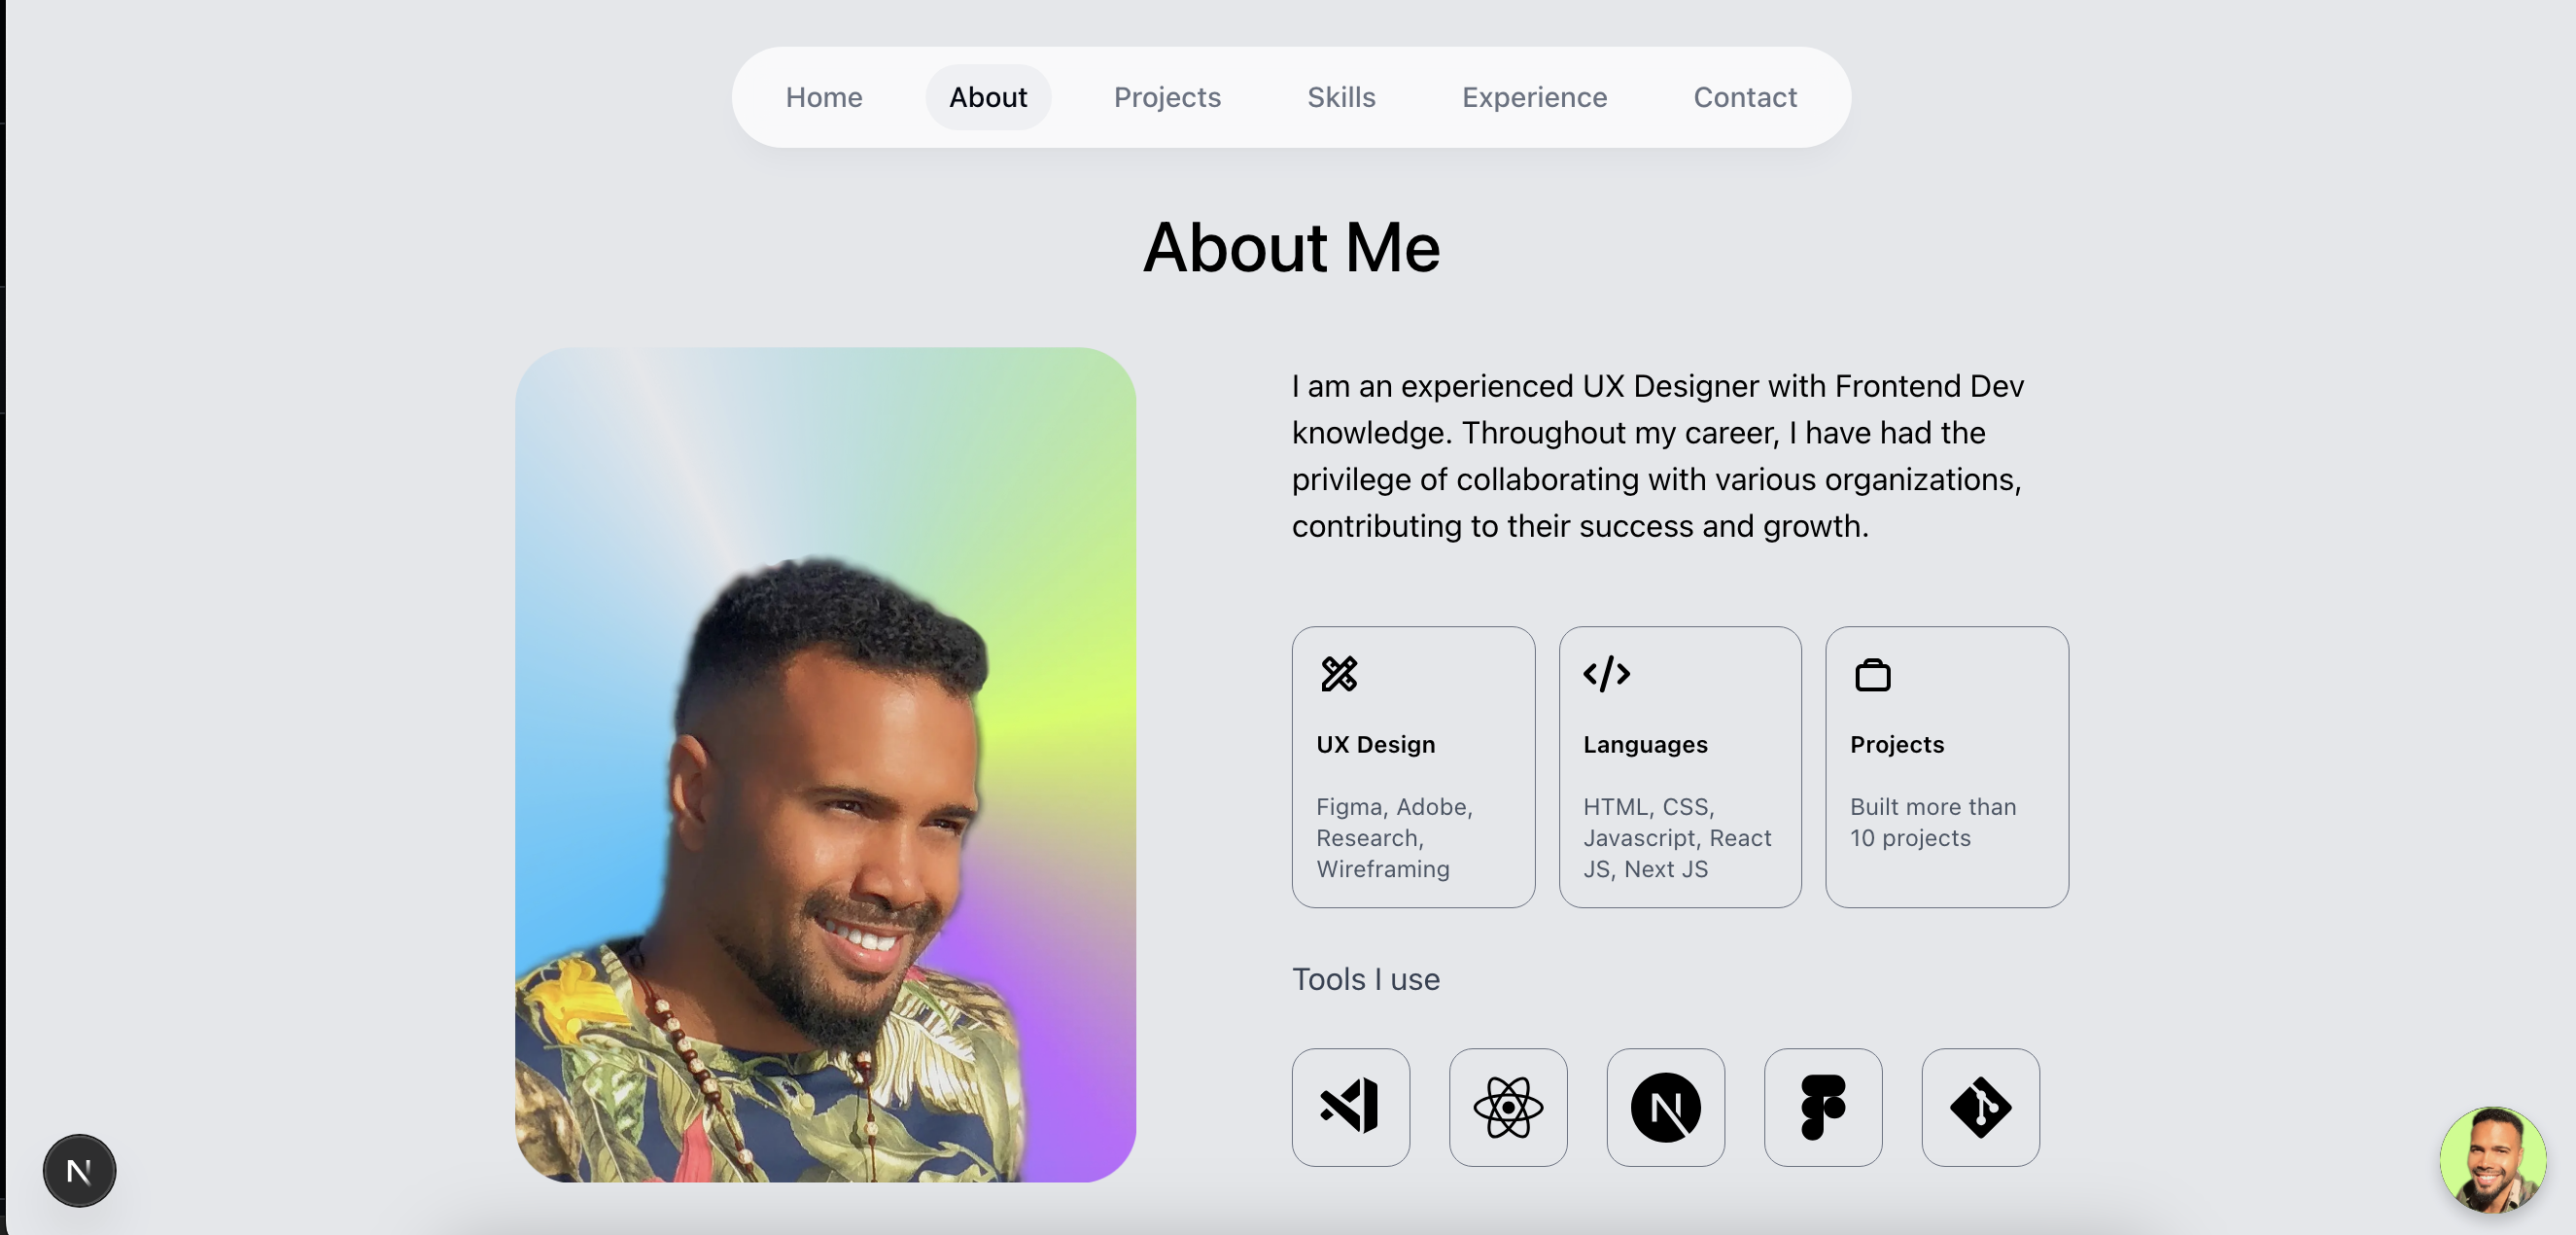 Home
About
Projects
Skills
Experience
Contact
About Me
I am an experienced UX Designer with Frontend Dev
knowledge. Throughout my career, I have had the
privilege of collaborating with various organizations,
contributing to their success and growth.
UX Design
Figma, Adobe,
Research,
Wireframing
Languages
HTML, CSS,
Javascript, React
JS, Next JS
Projects
Built more than
10 projects
Tools I use
N
N